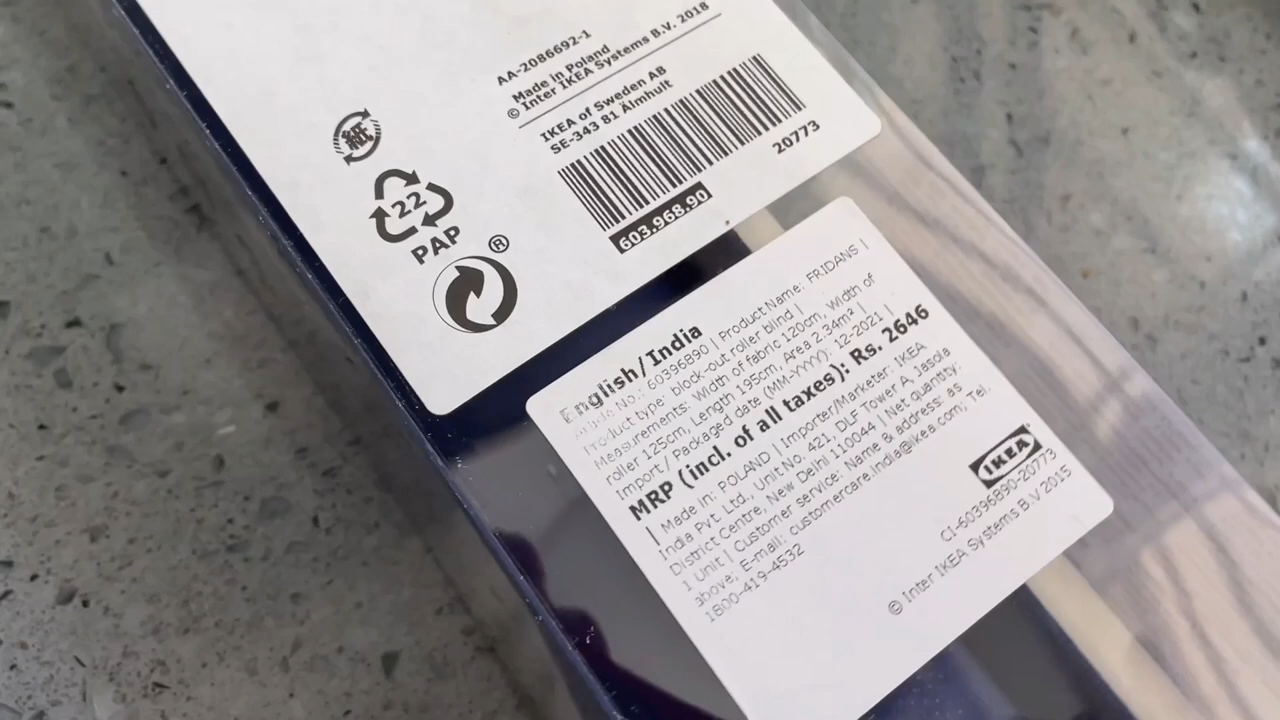 AA-2086692-1
Made in Poland
© Inter IKEA Systems B.V. 2018
IKEA of Sweden AB
SE-343 81 Älmhult
20773
603.968.90
紙
22
PAP
®
English/India
Article No.: 60396890 | Product Name: FRIDANS |
Product type: block-out roller blind |
Measurements: Width of fabric 120cm, Width of
roller 125cm, Length 195cm, Area 2.34m² |
Import/ Packaged date (MM-YYYY): 12-2021 |
MRP (incl. of all taxes): Rs. 2646
| Made in: POLAND | Importer/Marketer: IKEA
India Pvt. Ltd., Unit No. 421, DLF Tower A, Jasola
District Centre, New Delhi 110044 | Net quantity:
1 Unit | Customer service: Name & address: as
above; E-mail: customercare.india@ikea.com; Tel.
1800-419-4532
IKEA
CI-60396890-20773
© Inter IKEA Systems B.V 2015